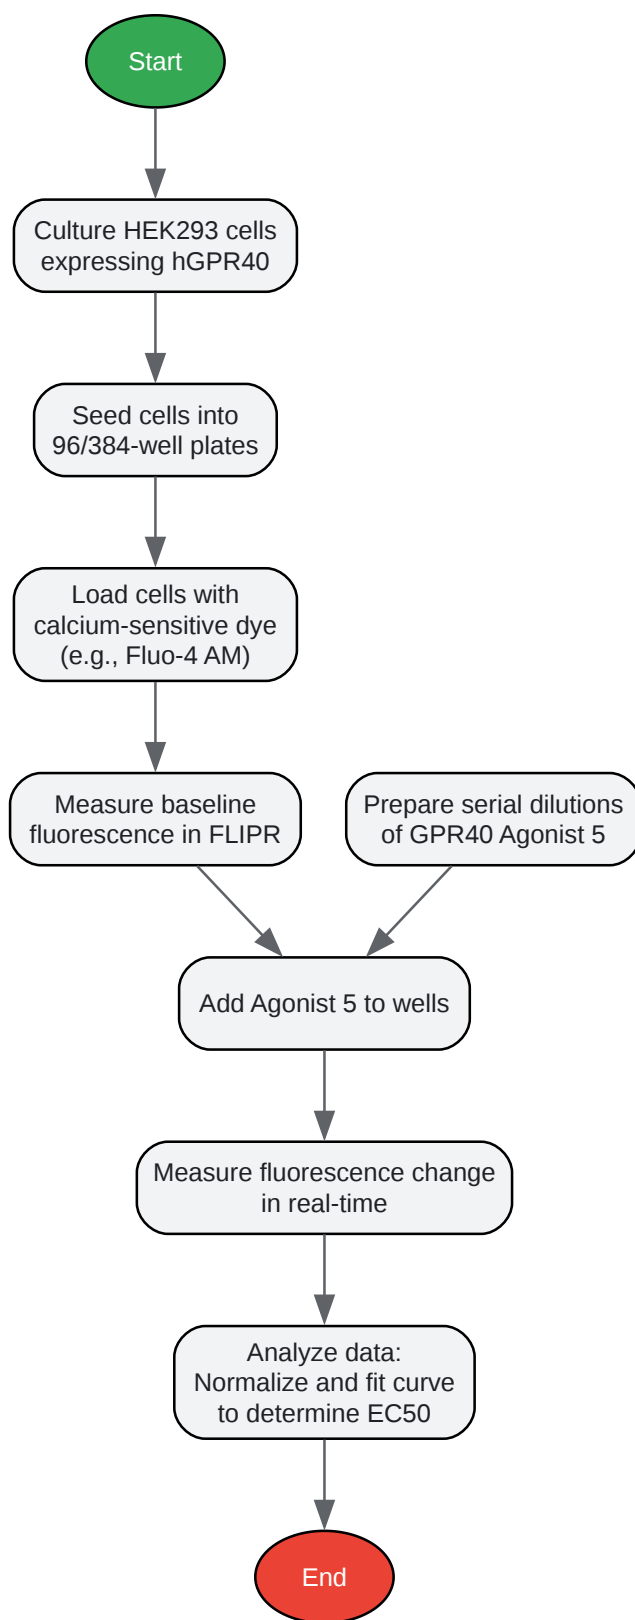 Start
Culture HEK293 cells
expressing hGPR40
Seed cells into
96/384-well plates
Load cells with
calcium-sensitive dye
(e.g., Fluo-4 AM)
Measure baseline
fluorescence in FLIPR
Prepare serial dilutions
of GPR40 Agonist 5
Add Agonist 5 to wells
Measure fluorescence change
in real-time
Analyze data:
Normalize and fit curve
to determine EC50
End